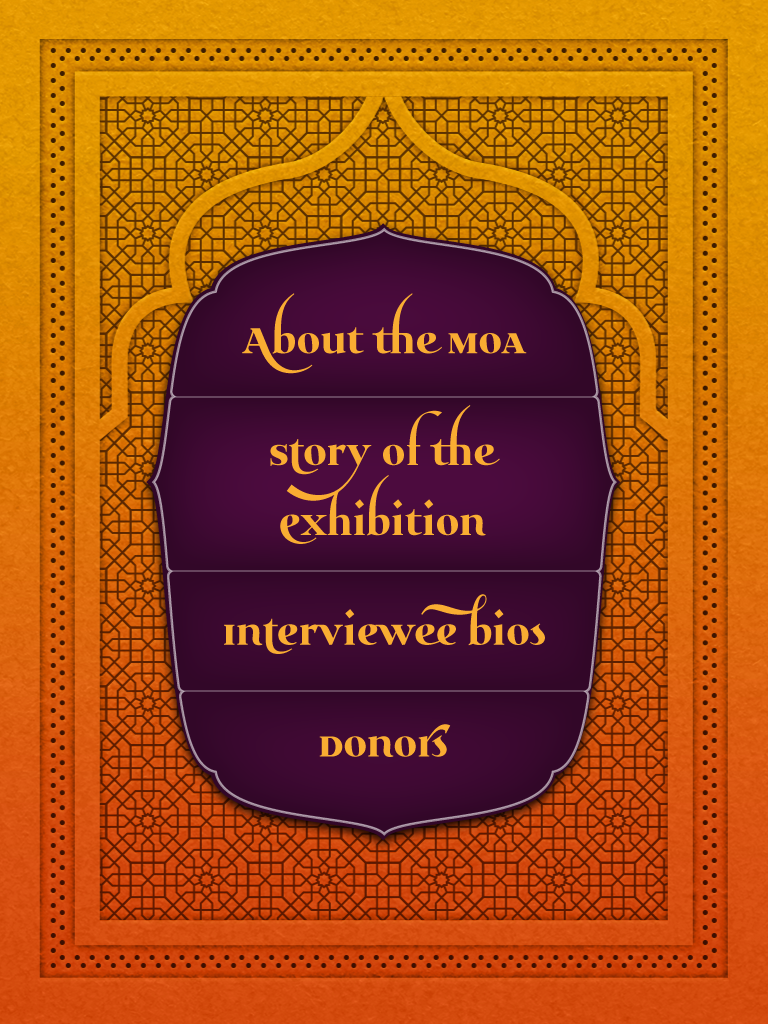 About the MOA
story of the
exhibition
interviewee bios
Donors